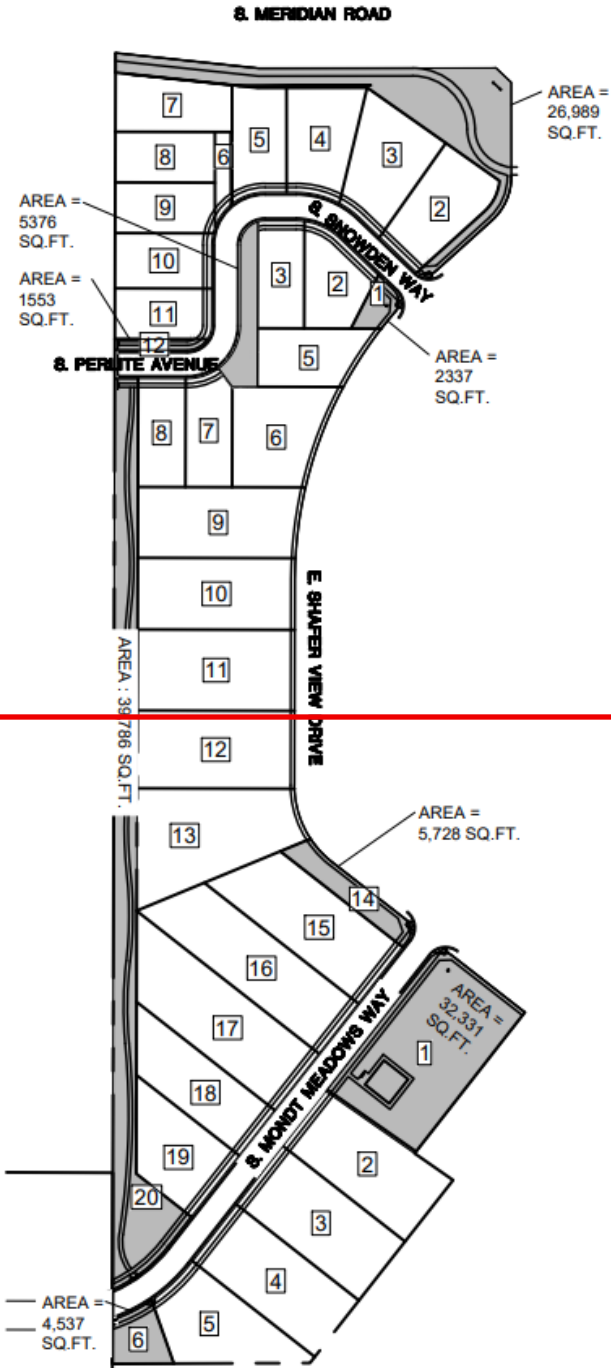 S. MERIDIAN ROAD
AREA =
26,989
SQ.FT.
7
5
4
8
6
3
9
2
AREA =
5376
SQ.FT.
S. SNOWDEN WAY
10
3
2
1
AREA =
1553
SQ.FT.
11
12
S. PERLITE AVENUE
5
AREA =
2337
SQ.FT.
8
7
6
9
10
E. SHAFER VIEW DRIVE
11
AREA : 39,786 SQ.FT.
12
13
AREA =
5,728 SQ.FT.
14
15
16
17
AREA =
32,331
SQ.FT.
1
S. MONDT MEADOWS WAY
18
19
2
20
3
4
AREA =
4,537
SQ.FT.
5
6